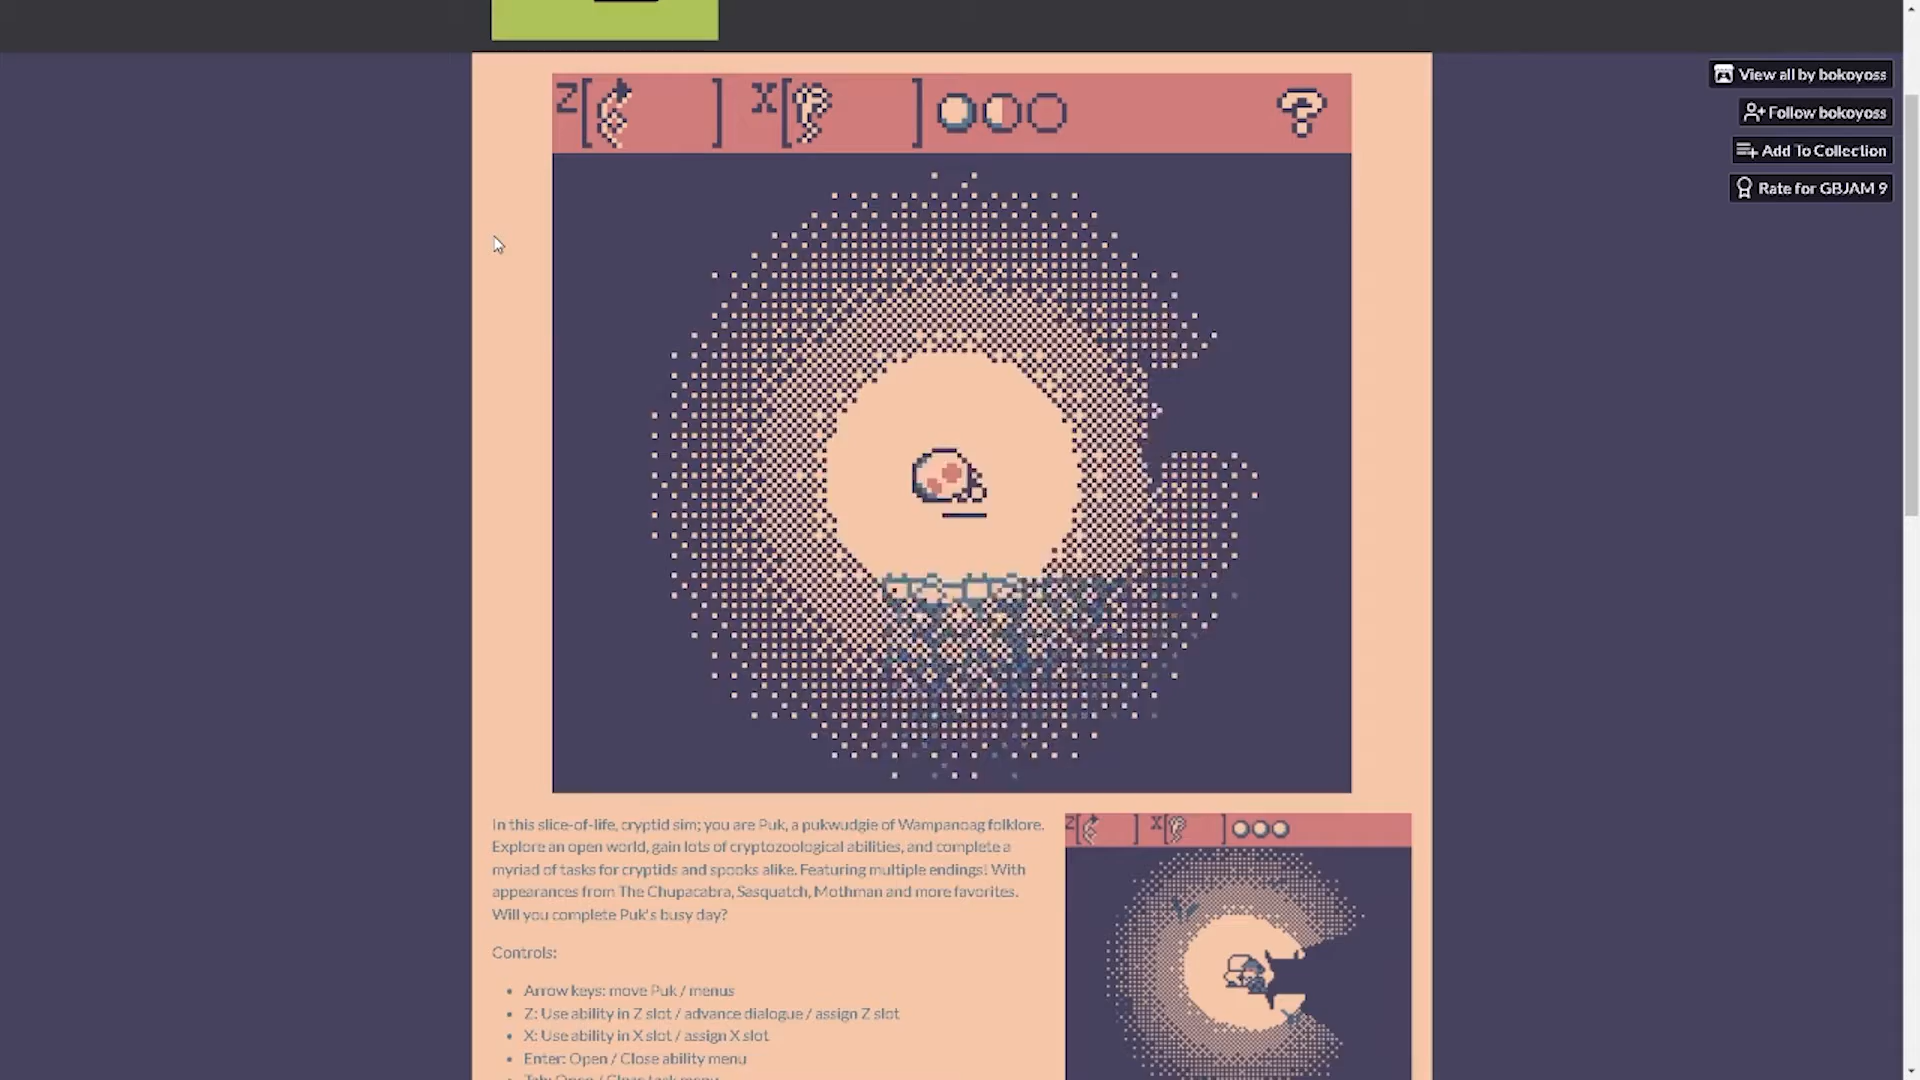 View all by bokoyoss
Follow bokoyoss
Add To Collection
Rate for GBJAM 9
Z[ ] X[ ] ?
In this slice-of-life, cryptid sim; you are Puk, a pukwudgie of Wampanoag folklore.
Explore an open world, gain lots of cryptozoological abilities, and complete a
myriad of tasks for cryptids and spooks alike. Featuring multiple endings! With
appearances from The Chupacabra, Sasquatch, Mothman and more favorites.
Will you complete Puk's busy day?
Z[ ] X[ ]
Controls:
• Arrow keys: move Puk / menus
• Z: Use ability in Z slot / advance dialogue / assign Z slot
• X: Use ability in X slot / assign X slot
• Enter: Open / Close ability menu